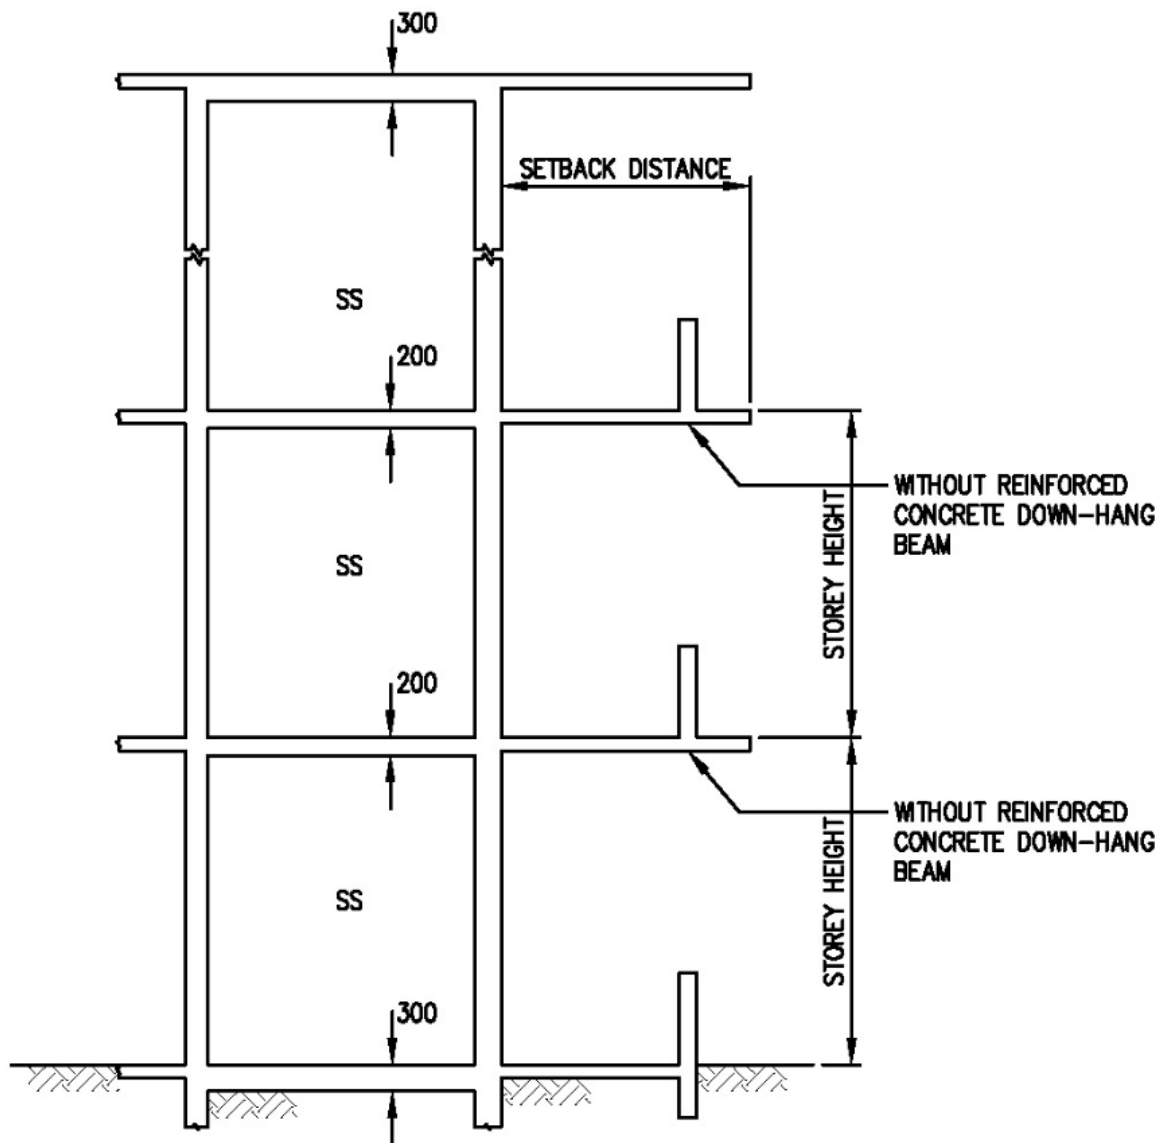 300
SETBACK DISTANCE
SS
200
WITHOUT REINFORCED
CONCRETE DOWN-HANG
BEAM
STOREY HEIGHT
SS
200
WITHOUT REINFORCED
CONCRETE DOWN-HANG
BEAM
STOREY HEIGHT
SS
300